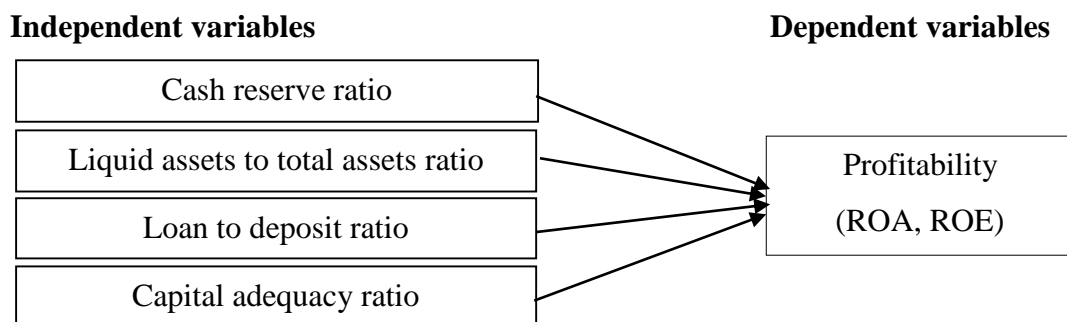 Independent variables
Dependent variables
Cash reserve ratio
Liquid assets to total assets ratio
Loan to deposit ratio
Capital adequacy ratio
Profitability
(ROA, ROE)